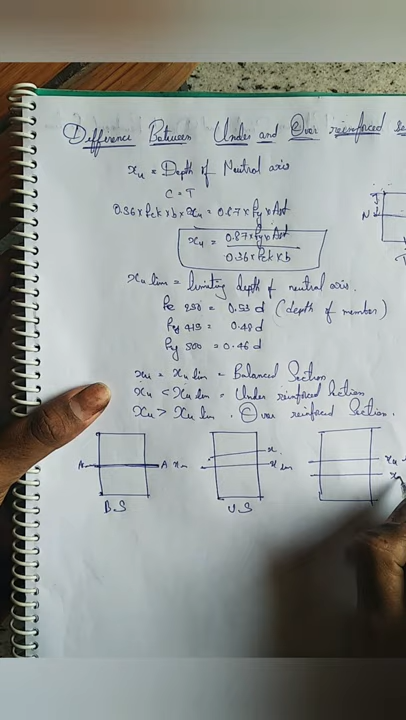 Difference Between Under and Over reeinforced se
xu = Depth of Neutral axis
C = T
0.36 x fck x b x xu = 0.87 x fy x Ast
xu = 0.87 x fy x Ast / 0.36 x fck x b
N
xu lim = limiting depth of neutral axis.
Fe 250 = 0.53 d (depth of member)
Fy 415 = 0.48 d
Fy 500 = 0.46 d
xu = xu lim = Balanced Section
xu < xu lim = Under reinforced Section
xu > xu lim . Over reinforced Section.
A A xu
x
x lim
xu
B.S U.S